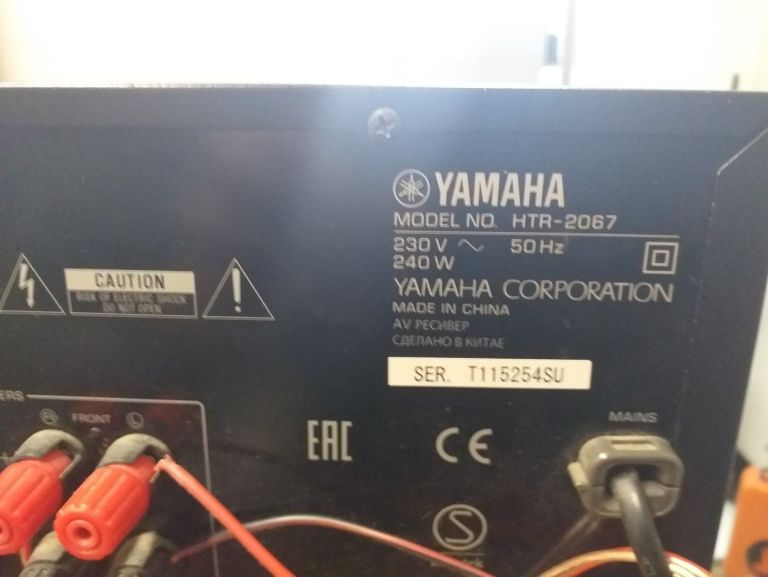 YAMAHA
MODEL NO. HTR-2067
230 V ~ 50 Hz
240 W
YAMAHA CORPORATION
MADE IN CHINA
AV РЕСИВЕР
СДЕЛАНО В КИТАЕ
SER. T115254SU
CAUTION
RISK OF ELECTRIC SHOCK
DO NOT OPEN
R FRONT L
MAINS
EAC
CE
S